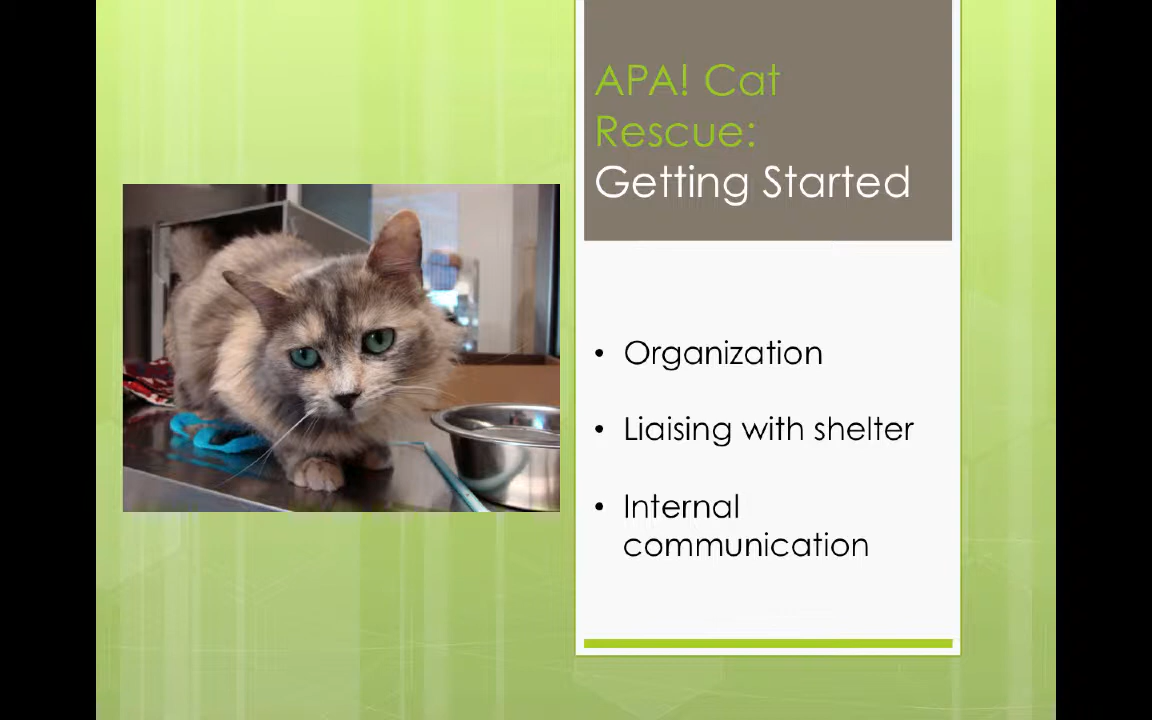 APA! Cat
Rescue:
Getting Started
• Organization
• Liaising with shelter
• Internal
communication